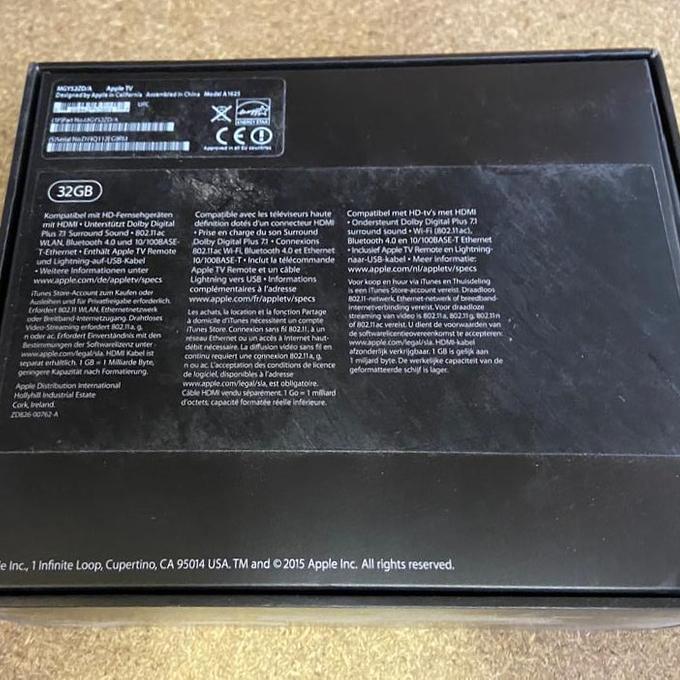 MGY52ZD/A Apple TV
Designed by Apple in California Assembled in China Model A1625
UPC
ENERGY STAR
Approved in all EU countries
32GB
Kompatibel mit HD-Fernsehgeräten
mit HDMI • Unterstützt Dolby Digital
Plus 7.1 Surround Sound • 802.11ac
WLAN, Bluetooth 4.0 und 10/100BASE-
T-Ethernet • Enthält Apple TV Remote
und Lightning-auf-USB-Kabel
• Weitere Informationen unter
www.apple.com/de/appletv/specs
iTunes Store-Account zum Kaufen oder
Ausleihen und für Privatfreigabe erforderlich.
Erfordert 802.11 WLAN, Ethernetnetzwerk
oder Breitband-Internetzugang. Drahtloses
Video-Streaming erfordert 802.11a, g,
n oder ac. Erfordert Einverständnis mit den
Bestimmungen der Softwarelizenz unter:
www.apple.com/legal/sla. HDMI Kabel ist
separat erhältlich. 1 GB = 1 Milliarde Byte,
geringere Kapazität nach Formatierung.
Apple Distribution International
Hollyhill Industrial Estate
Cork, Ireland.
ZD826-00762-A
Compatible avec les téléviseurs haute
définition dotés d'un connecteur HDMI
• Prise en charge du son Surround
Dolby Digital Plus 7.1 • Connexions
802.11ac Wi-Fi, Bluetooth 4.0 et Ethernet
10/100BASE-T • Inclut la télécommande
Apple TV Remote et un câble
Lightning vers USB • Informations
complémentaires à l'adresse
www.apple.com/fr/appletv/specs
Les achats, la location et la fonction Partage
à domicile d'iTunes nécessitent un compte
iTunes Store. Connexion sans fil 802.11, à un
réseau Ethernet ou un accès à Internet haut-
débit nécessaire. La diffusion vidéo sans fil en
continu requiert une connexion 802.11a, g,
n ou ac. L'acceptation des conditions de licence
de logiciel, disponibles à l'adresse
www.apple.com/legal/sla, est obligatoire.
Câble HDMI vendu séparément. 1 Go = 1 milliard
d'octets; capacité formatée réelle inférieure.
Compatibel met HD-tv's met HDMI
• Ondersteunt Dolby Digital Plus 7.1
surround sound • Wi-Fi (802.11ac),
Bluetooth 4.0 en 10/100BASE-T Ethernet
• Inclusief Apple TV Remote en Lightning-
naar-USB-kabel • Meer informatie:
www.apple.com/nl/appletv/specs
Voor koop en huur via iTunes en Thuisdeling
is een iTunes Store-account vereist. Draadloos
802.11-netwerk, Ethernet-netwerk of breedband-
internetverbinding vereist. Voor draadloze
streaming van video is 802.11a, 802.11g, 802.11n
of 802.11ac vereist. U dient de voorwaarden van
de softwarelicentieovereenkomst te accepteren:
www.apple.com/legal/sla. HDMI-kabel
afzonderlijk verkrijgbaar. 1 GB is gelijk aan
1 miljard byte. De werkelijke capaciteit van de
geformatteerde schijf is lager.
Inc., 1 Infinite Loop, Cupertino, CA 95014 USA. TM and © 2015 Apple Inc. All rights reserved.